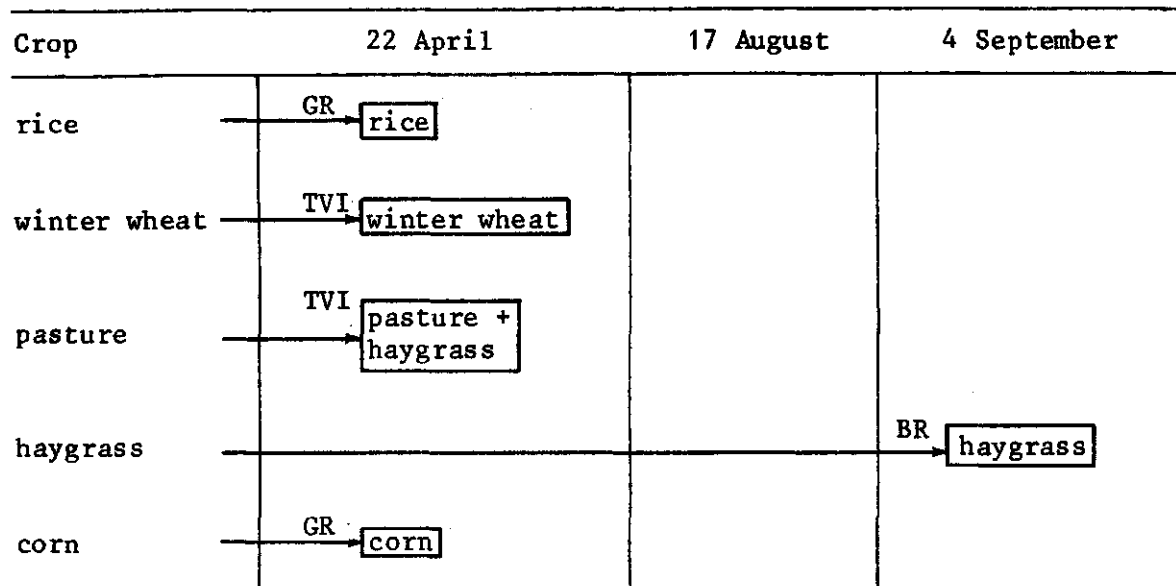 Crop 22 April 17 August 4 September
rice GR rice
winter wheat TVI winter wheat
TVI
pasture pasture +
haygrass
haygrass BR haygrass
corn GR corn